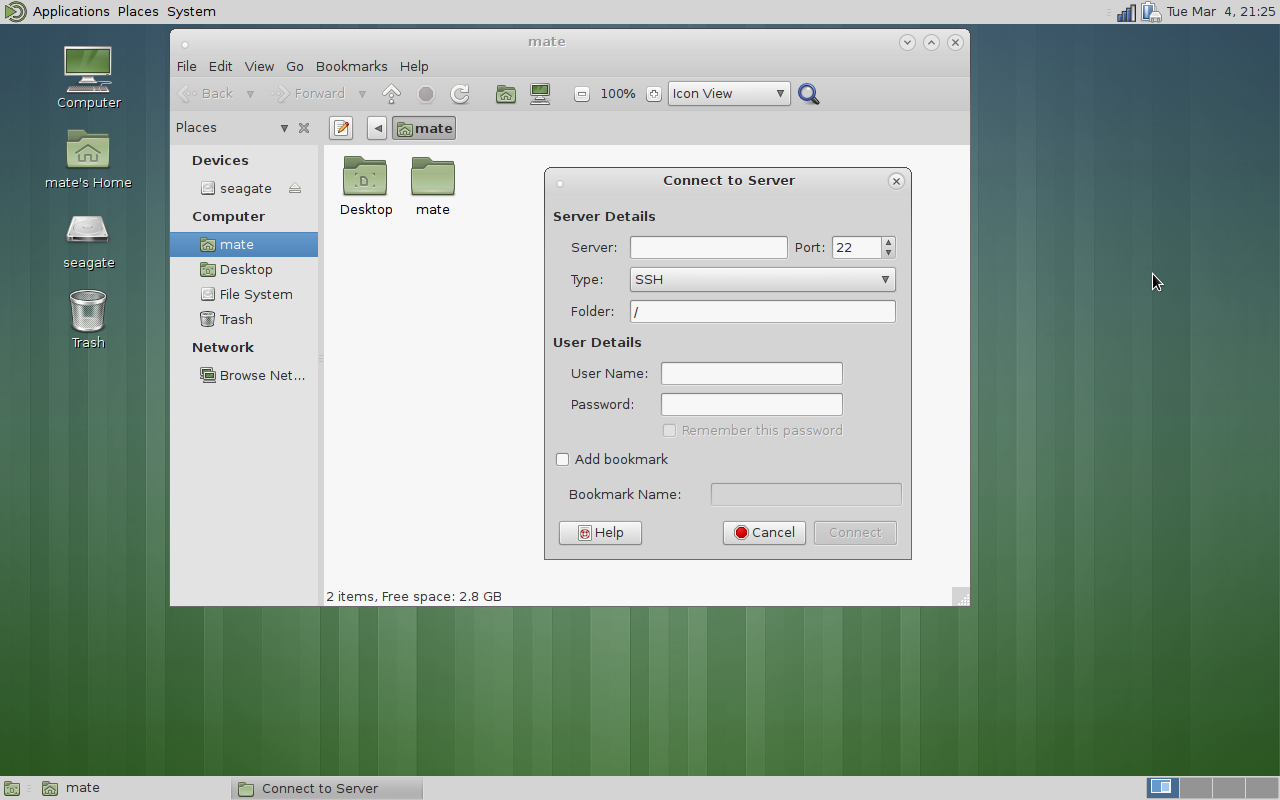 Applications Places System
Tue Mar 4, 21:25
Computer
mate's Home
seagate
Trash
mate
File Edit View Go Bookmarks Help
Back Forward 100% Icon View
Places mate
Devices
seagate
Computer
mate
Desktop
File System
Trash
Network
Browse Net...
Desktop mate
2 items, Free space: 2.8 GB
Connect to Server
Server Details
Server: Port: 22
Type: SSH
Folder: /
User Details
User Name:
Password:
Remember this password
Add bookmark
Bookmark Name:
Help Cancel Connect
mate Connect to Server